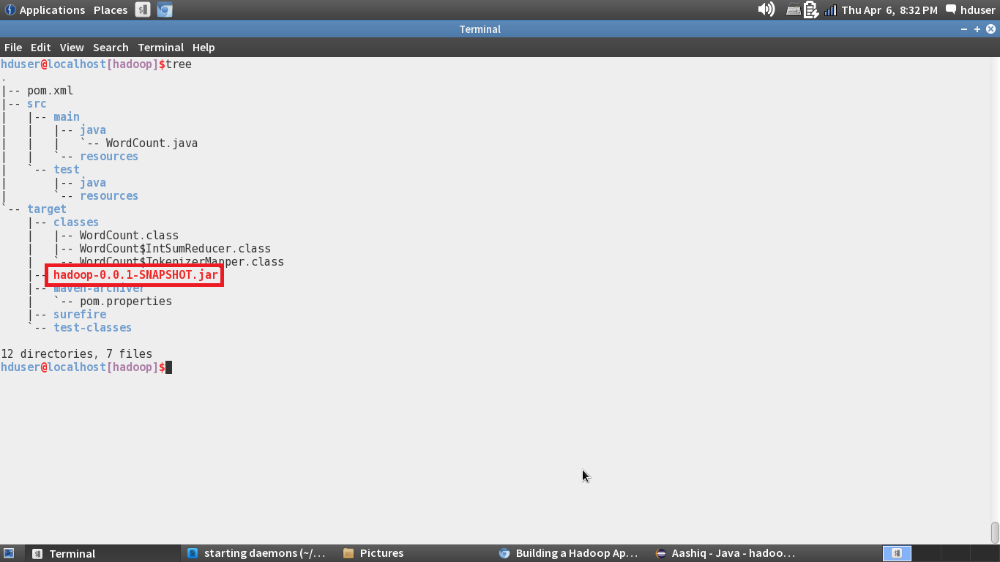 Applications Places Thu Apr 6, 8:32 PM hduser
Terminal
File Edit View Search Terminal Help
hduser@localhost[hadoop]$tree
.
|-- pom.xml
|-- src
|   |-- main
|   |   |-- java
|   |   |   `-- WordCount.java
|   |   `-- resources
|   `-- test
|       |-- java
|       `-- resources
`-- target
    |-- classes
    |   |-- WordCount.class
    |   |-- WordCount$IntSumReducer.class
    |   `-- WordCount$TokenizerMapper.class
    |-- hadoop-0.0.1-SNAPSHOT.jar
    |-- maven-archiver
    |   `-- pom.properties
    |-- surefire
    `-- test-classes
12 directories, 7 files
hduser@localhost[hadoop]$
Terminal starting daemons (~/... Pictures Building a Hadoop Ap... Aashiq - Java - hadoo...